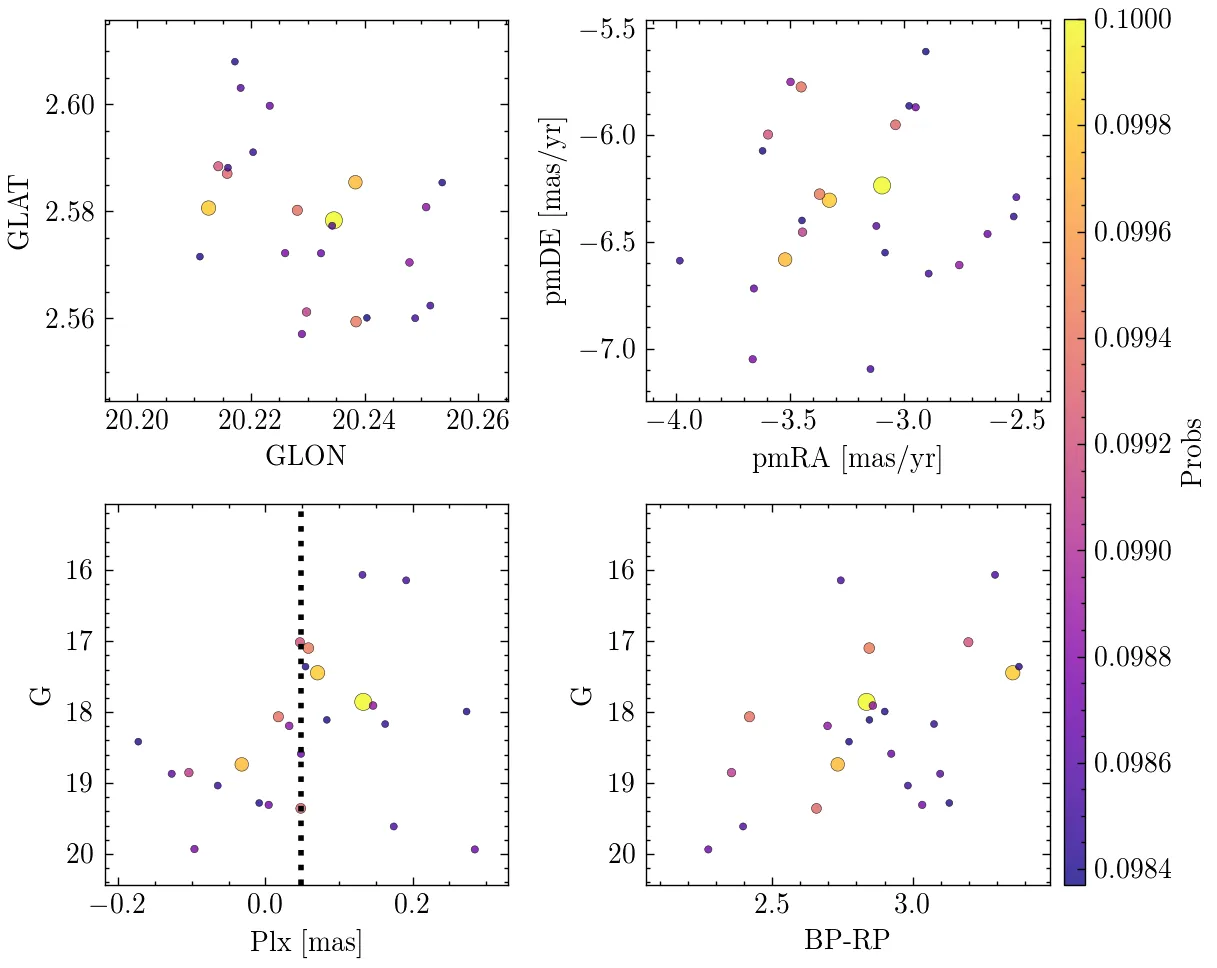 2.60
2.58
2.56
GLAT
20.20 20.22 20.24 20.26
GLON
−5.5
−6.0
−6.5
−7.0
pmDE [mas/yr]
−4.0 −3.5 −3.0 −2.5
pmRA [mas/yr]
16
17
18
19
20
G
−0.2 0.0 0.2
Plx [mas]
16
17
18
19
20
G
2.5 3.0
BP-RP
0.1000
0.0998
0.0996
0.0994
0.0992
0.0990
0.0988
0.0986
0.0984
Probs